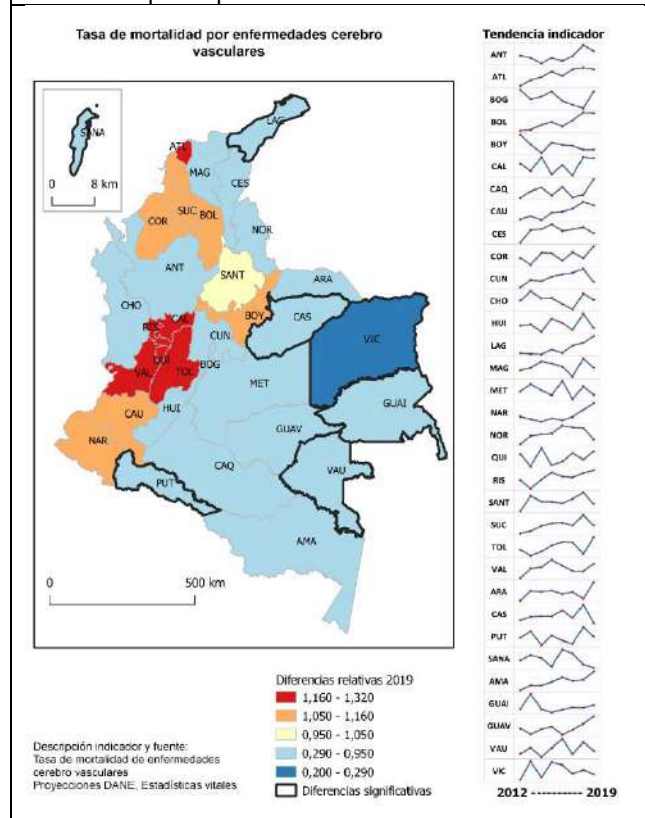 Tasa de mortalidad por enfermedades cerebro
vasculares
SANA
0 8 km
LAG
ATL
MAG
CES
SUC
BOL
COR
NOR
ANT
SANT
ARA
CHO
BOY
CAS
CAL
RIS
CUN
VIC
QUI
BOG
VAL
TOL
MET
HUI
GUAI
CAU
GUAV
NAR
CAQ
VAU
PUT
AMA
0 500 km
Diferencias relativas 2019
1,160 - 1,320
1,050 - 1,160
0,950 - 1,050
0,290 - 0,950
0,200 - 0,290
Diferencias significativas
Descripción indicador y fuente:
Tasa de mortalidad de enfermedades
cerebro vasculares
Proyecciones DANE, Estadísticas vitales
Tendencia indicador
ANT
ATL
BOG
BOL
BOY
CAL
CAQ
CAU
CES
COR
CUN
CHO
HUI
LAG
MAG
MET
NAR
NOR
QUI
RIS
SANT
SUC
TOL
VAL
ARA
CAS
PUT
SANA
AMA
GUAI
GUAV
VAU
VIC
2012 ----------- 2019